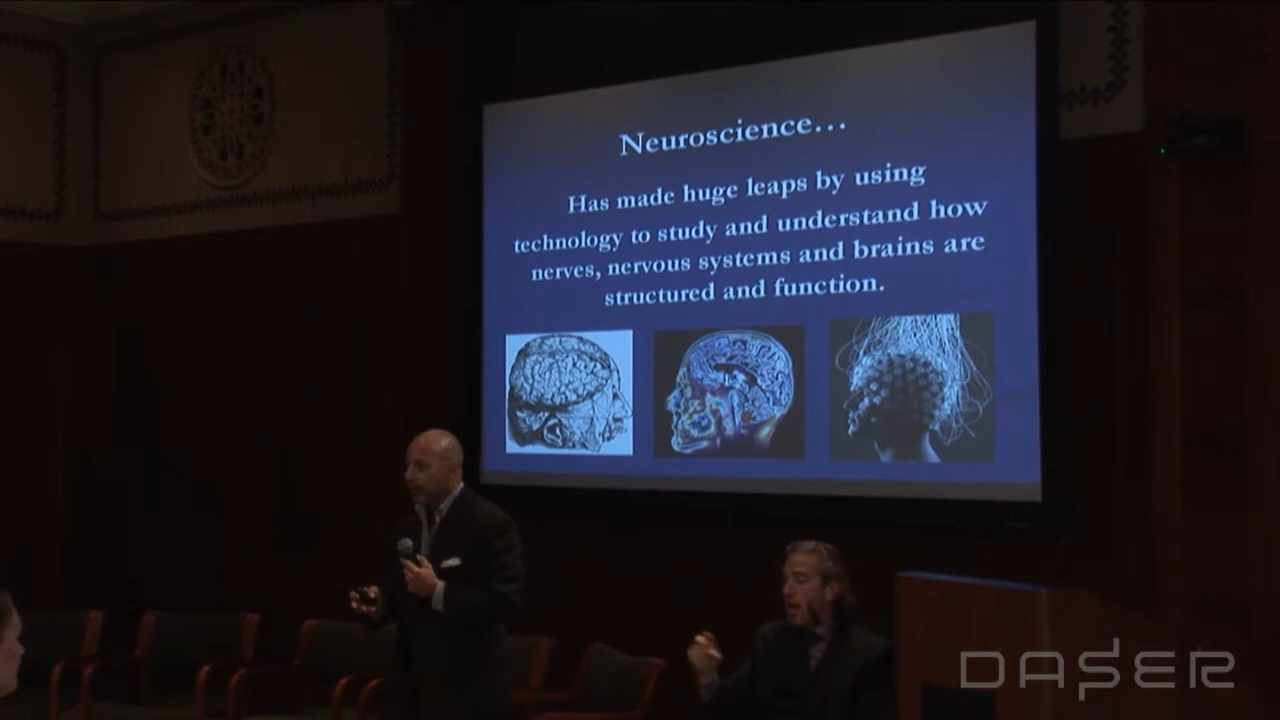 Neuroscience...
Has made huge leaps by using
technology to study and understand how
nerves, nervous systems and brains are
structured and function.
DASER